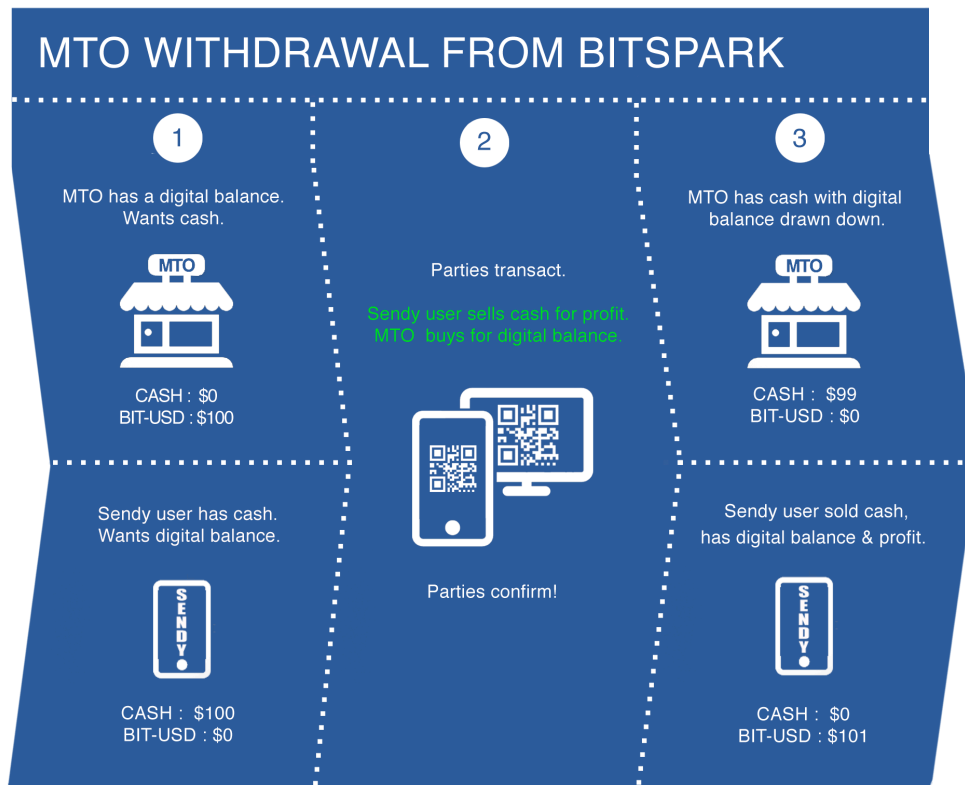 MTO WITHDRAWAL FROM BITSPARK
1
MTO has a digital balance.
Wants cash.
MTO
CASH : $0
BIT-USD : $100
Sendy user has cash.
Wants digital balance.
SENDY
CASH : $100
BIT-USD : $0
2
Parties transact.
Sendy user sells cash for profit.
MTO buys for digital balance.
Parties confirm!
3
MTO has cash with digital
balance drawn down.
MTO
CASH : $99
BIT-USD : $0
Sendy user sold cash,
has digital balance & profit.
SENDY
CASH : $0
BIT-USD : $101